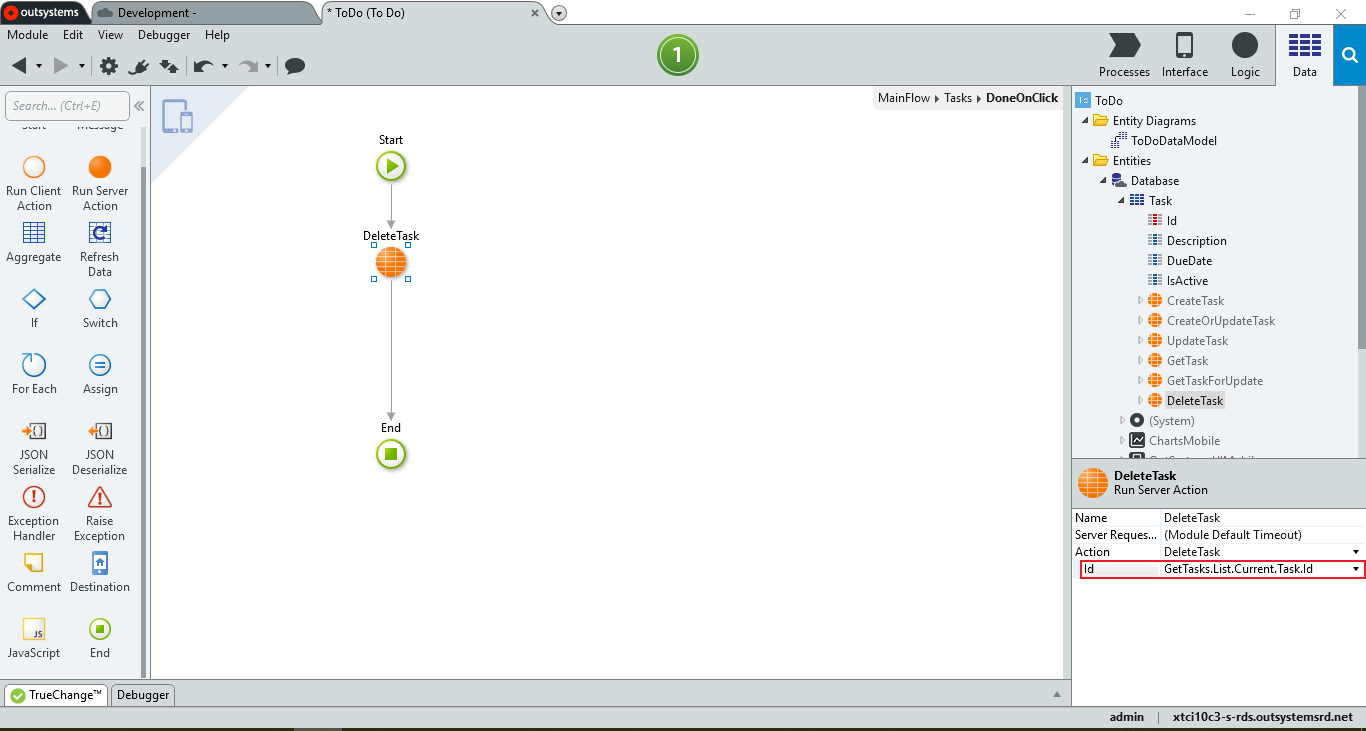 outsystems
Development -
* ToDo (To Do)
Module Edit View Debugger Help
1
Processes Interface Logic Data
Search... (Ctrl+E)
MainFlow Tasks DoneOnClick
Start Message
Run Client Action
Run Server Action
Aggregate
Refresh Data
If
Switch
For Each
Assign
JSON Serialize
JSON Deserialize
Exception Handler
Raise Exception
Comment
Destination
JS
JavaScript
End
Start
DeleteTask
End
To
ToDo
Entity Diagrams
ToDoDataModel
Entities
Database
Task
Id
Description
DueDate
IsActive
CreateTask
CreateOrUpdateTask
UpdateTask
GetTask
GetTaskForUpdate
DeleteTask
(System)
ChartsMobile
DeleteTask
Run Server Action
Name DeleteTask
Server Reques... (Module Default Timeout)
Action DeleteTask
Id GetTasks.List.Current.Task.Id
TrueChange™ Debugger
admin xtci10c3-s-rds.outsystemsrd.net